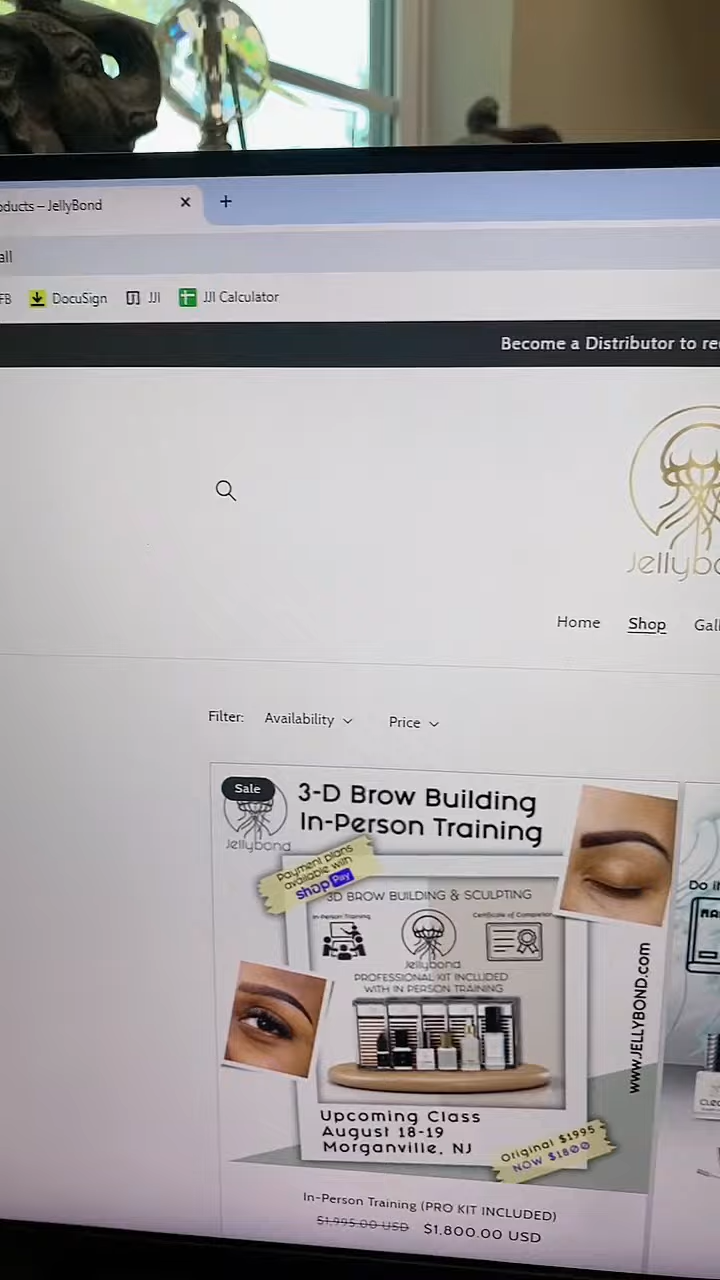 oducts – JellyBond
all
FB DocuSign JJI JJI Calculator
Become a Distributor to re
Jellybo
Home Shop Gall
Filter: Availability Price
Sale
3-D Brow Building
In-Person Training
Jellybond
Payment plans
available with
shop Pay
3D BROW BUILDING & SCULPTING
In-Person Training
Certificate of Completion
Jellybond
PROFESSIONAL KIT INCLUDED
WITH IN PERSON TRAINING
www.JELLYBOND.com
Upcoming Class
August 18-19
Morganville, NJ
Original $1995
NOW $1800
Do i
CLE
In-Person Training (PRO KIT INCLUDED)
$1,995.00 USD $1,800.00 USD